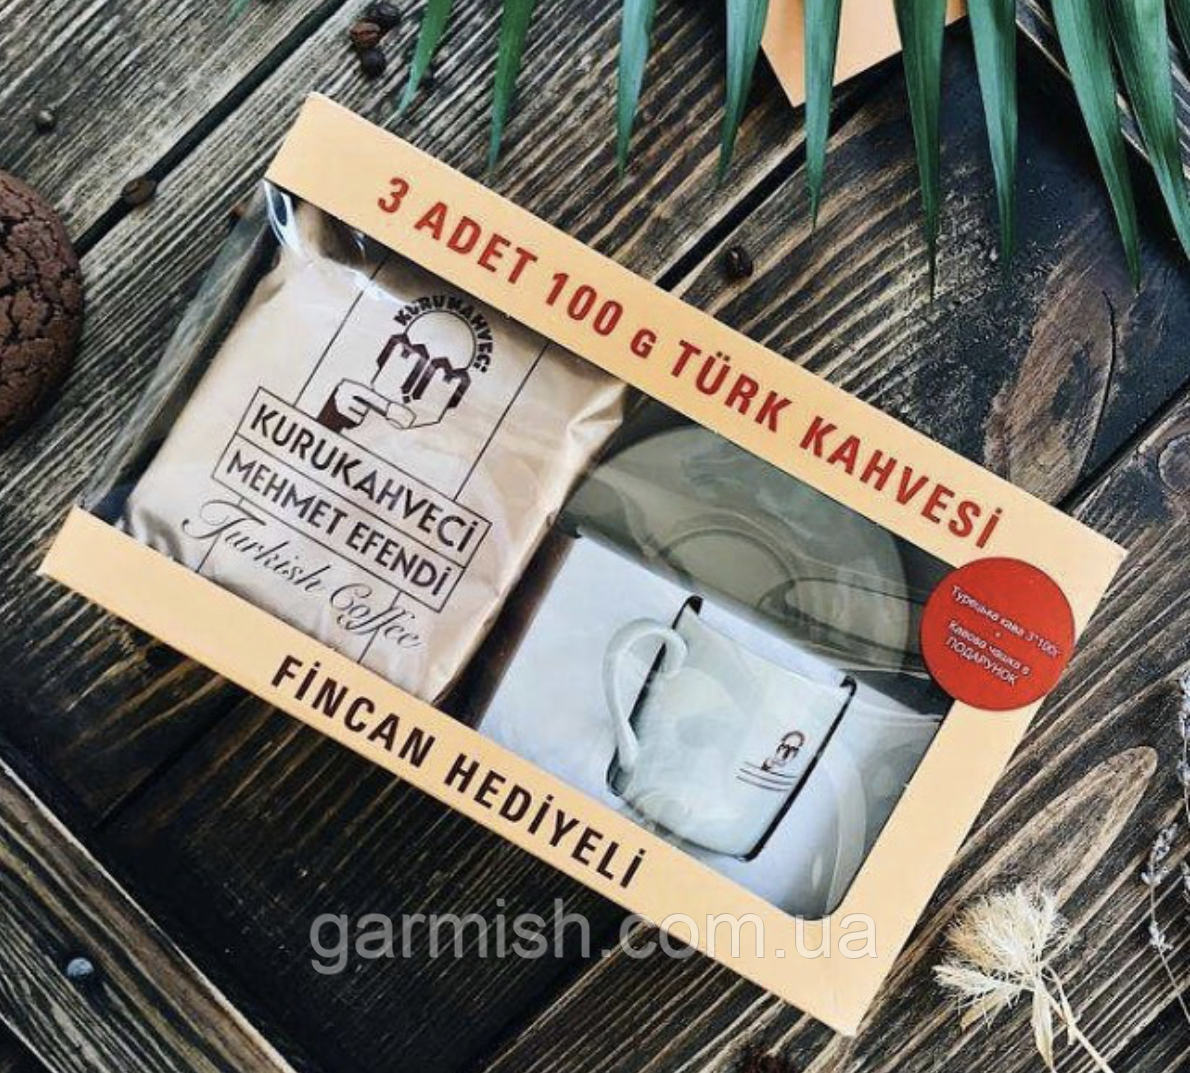 3 ADET 100 G TÜRK KAHVESİ
KURUKAHVECİ
MM
KURUKAHVECİ
MEHMET EFENDİ
Turkish Coffee
Турецька кава 3*100г
+
Кавова чашка в
ПОДАРУНОК
FİNCAN HEDİYELİ
garmish.com.ua